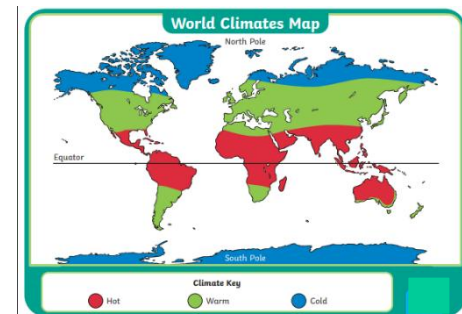 World Climates Map
North Pole
Equator
South Pole
Climate Key
Hot
Warm
Cold